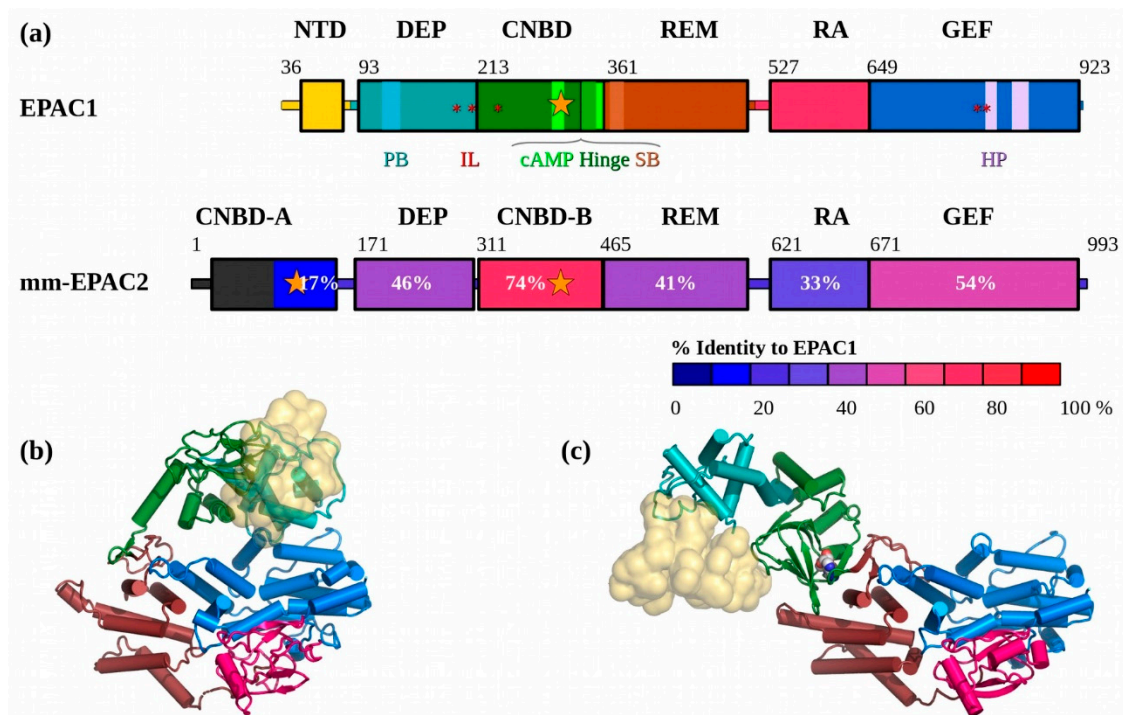 (a)
NTD DEP CNBD REM RA GEF
36 93 213 361 527 649 923
EPAC1
* * * **
PB IL cAMP Hinge SB HP
CNBD-A DEP CNBD-B REM RA GEF
1 171 311 465 621 671 993
mm-EPAC2 17% 46% 74% 41% 33% 54%
% Identity to EPAC1
0 20 40 60 80 100 %
(b) (c)